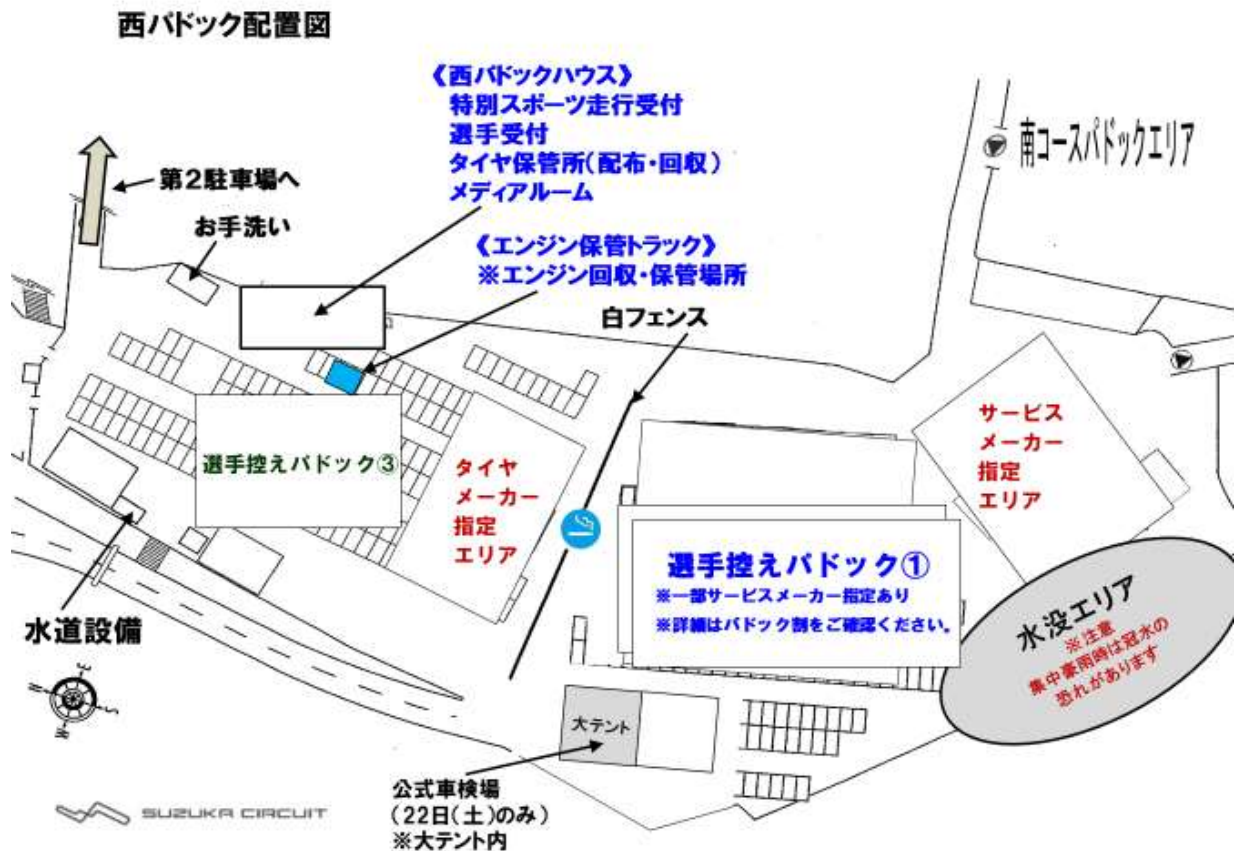 西パドック配置図
《西パドックハウス》
特別スポーツ走行受付
選手受付
タイヤ保管所(配布・回収)
メディアルーム
南コースパドックエリア
第2駐車場へ
お手洗い
《エンジン保管トラック》
※エンジン回収・保管場所
白フェンス
サービス
メーカー
指定
エリア
選手控えパドック③
タイヤ
メーカー
指定
エリア
選手控えパドック①
※一部サービスメーカー指定あり
※詳細はパドック割をご確認ください。
水没エリア
※注意
集中豪雨時は冠水の
恐れがあります
水道設備
大テント
公式車検場
(22日(土)のみ)
※大テント内
E
N
S
W
SUZUKA CIRCUIT